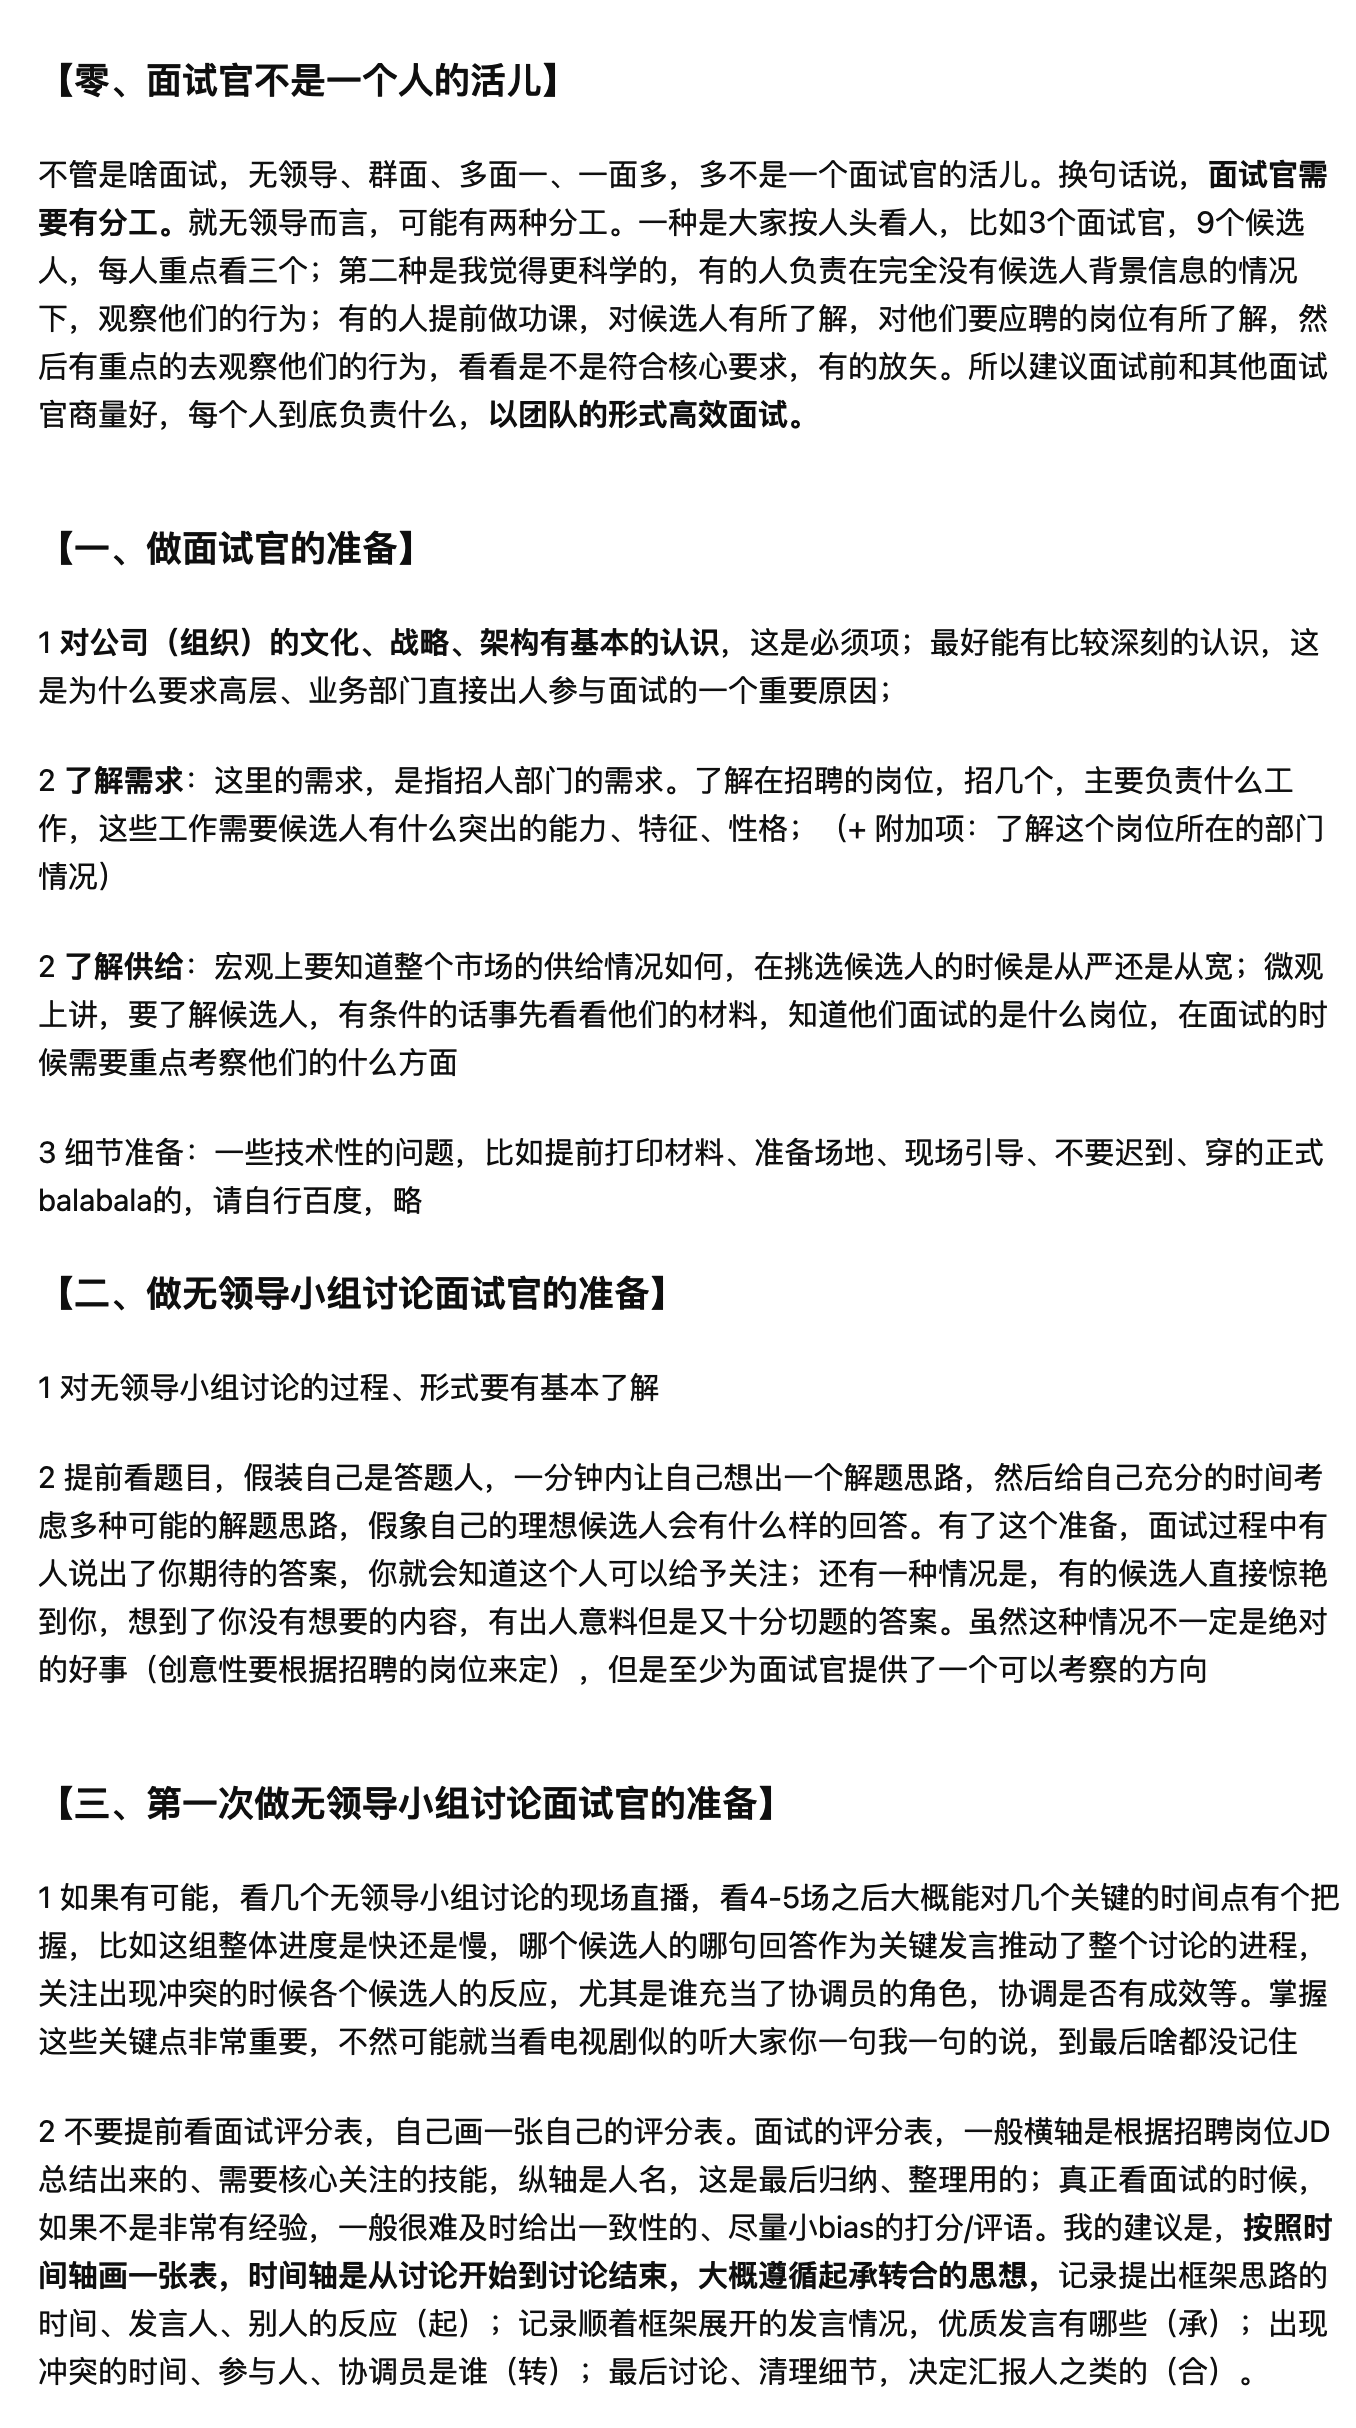 【零、面试官不是一个人的活儿】
不管是啥面试，无领导、群面、多面一、一面多，多不是一个面试官的活儿。换句话说，面试官需
要有分工。就无领导而言，可能有两种分工。一种是大家按人头看人，比如3个面试官，9个候选
人，每人重点看三个；第二种是我觉得更科学的，有的人负责在完全没有候选人背景信息的情况
下，观察他们的行为；有的人提前做功课，对候选人有所了解，对他们要应聘的岗位有所了解，然
后有重点的去观察他们的行为，看看是不是符合核心要求，有的放矢。所以建议面试前和其他面试
官商量好，每个人到底负责什么，以团队的形式高效面试。
【一、做面试官的准备】
1 对公司（组织）的文化、战略、架构有基本的认识，这是必须项；最好能有比较深刻的认识，这
是为什么要求高层、业务部门直接出人参与面试的一个重要原因；
2 了解需求：这里的需求，是指招人部门的需求。了解在招聘的岗位，招几个，主要负责什么工
作，这些工作需要候选人有什么突出的能力、特征、性格；（+ 附加项：了解这个岗位所在的部门
情况）
2 了解供给：宏观上要知道整个市场的供给情况如何，在挑选候选人的时候是从严还是从宽；微观
上讲，要了解候选人，有条件的话事先看看他们的材料，知道他们面试的是什么岗位，在面试的时
候需要重点考察他们的什么方面
3 细节准备：一些技术性的问题，比如提前打印材料、准备场地、现场引导、不要迟到、穿的正式
balabala的，请自行百度，略
【二、做无领导小组讨论面试官的准备】
1 对无领导小组讨论的过程、形式要有基本了解
2 提前看题目，假装自己是答题人，一分钟内让自己想出一个解题思路，然后给自己充分的时间考
虑多种可能的解题思路，假象自己的理想候选人会有什么样的回答。有了这个准备，面试过程中有
人说出了你期待的答案，你就会知道这个人可以给予关注；还有一种情况是，有的候选人直接惊艳
到你，想到了你没有想要的内容，有出人意料但是又十分切题的答案。虽然这种情况不一定是绝对
的好事（创意性要根据招聘的岗位来定），但是至少为面试官提供了一个可以考察的方向
【三、第一次做无领导小组讨论面试官的准备】
1 如果有可能，看几个无领导小组讨论的现场直播，看4-5场之后大概能对几个关键的时间点有个把
握，比如这组整体进度是快还是慢，哪个候选人的哪句回答作为关键发言推动了整个讨论的进程，
关注出现冲突的时候各个候选人的反应，尤其是谁充当了协调员的角色，协调是否有成效等。掌握
这些关键点非常重要，不然可能就当看电视剧似的听大家你一句我一句的说，到最后啥都没记住
2 不要提前看面试评分表，自己画一张自己的评分表。面试的评分表，一般横轴是根据招聘岗位JD
总结出来的、需要核心关注的技能，纵轴是人名，这是最后归纳、整理用的；真正看面试的时候，
如果不是非常有经验，一般很难及时给出一致性的、尽量小bias的打分/评语。我的建议是，按照时
间轴画一张表，时间轴是从讨论开始到讨论结束，大概遵循起承转合的思想，记录提出框架思路的
时间、发言人、别人的反应（起）；记录顺着框架展开的发言情况，优质发言有哪些（承）；出现
冲突的时间、参与人、协调员是谁（转）；最后讨论、清理细节，决定汇报人之类的（合）。